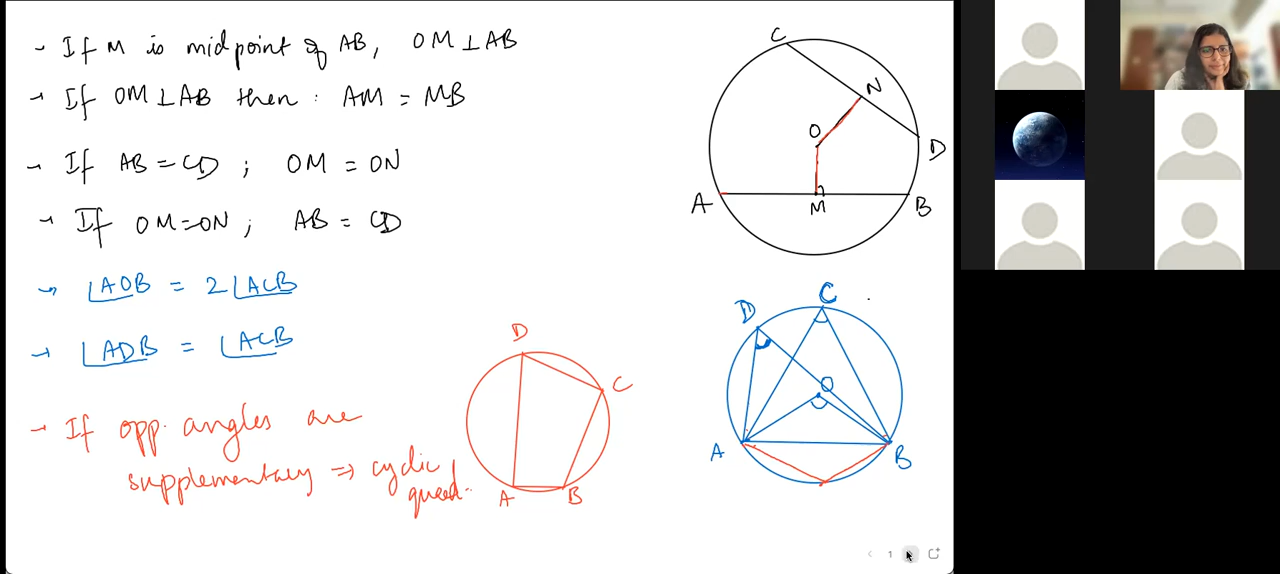 - If M is midpoint of AB, OM ⊥ AB
- If OM ⊥ AB then : AM = MB
→ If AB = CD ; OM = ON
→ If OM = ON ; AB = CD
→ ∠AOB = 2∠ACB
→ ∠ADB = ∠ACB
→ If opp. angles are
supplementary ⇒ cyclic
quad.
C
N
O
D
A
M
B
D
C
O
A
B
D
C
A
B
1